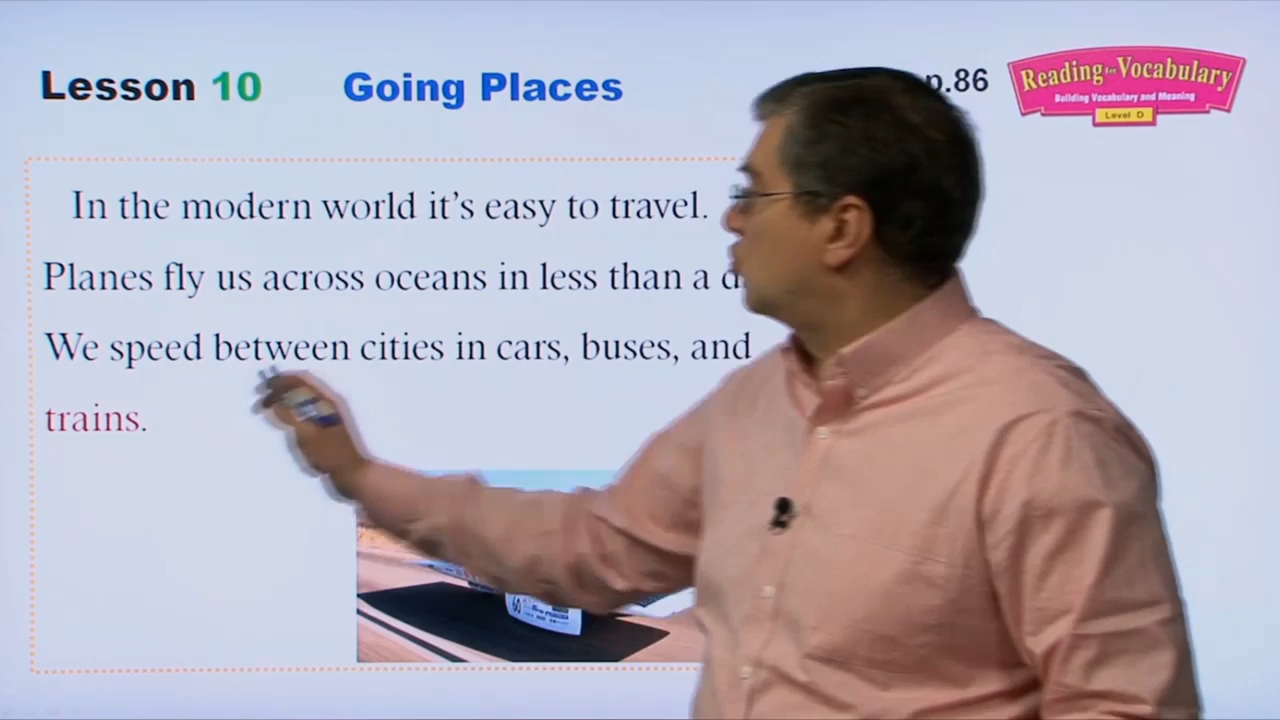 Lesson 10 Going Places p.86
Reading for Vocabulary
Building Vocabulary and Meaning
Level D
In the modern world it's easy to travel.
Planes fly us across oceans in less than a
We speed between cities in cars, buses, and
trains.
60